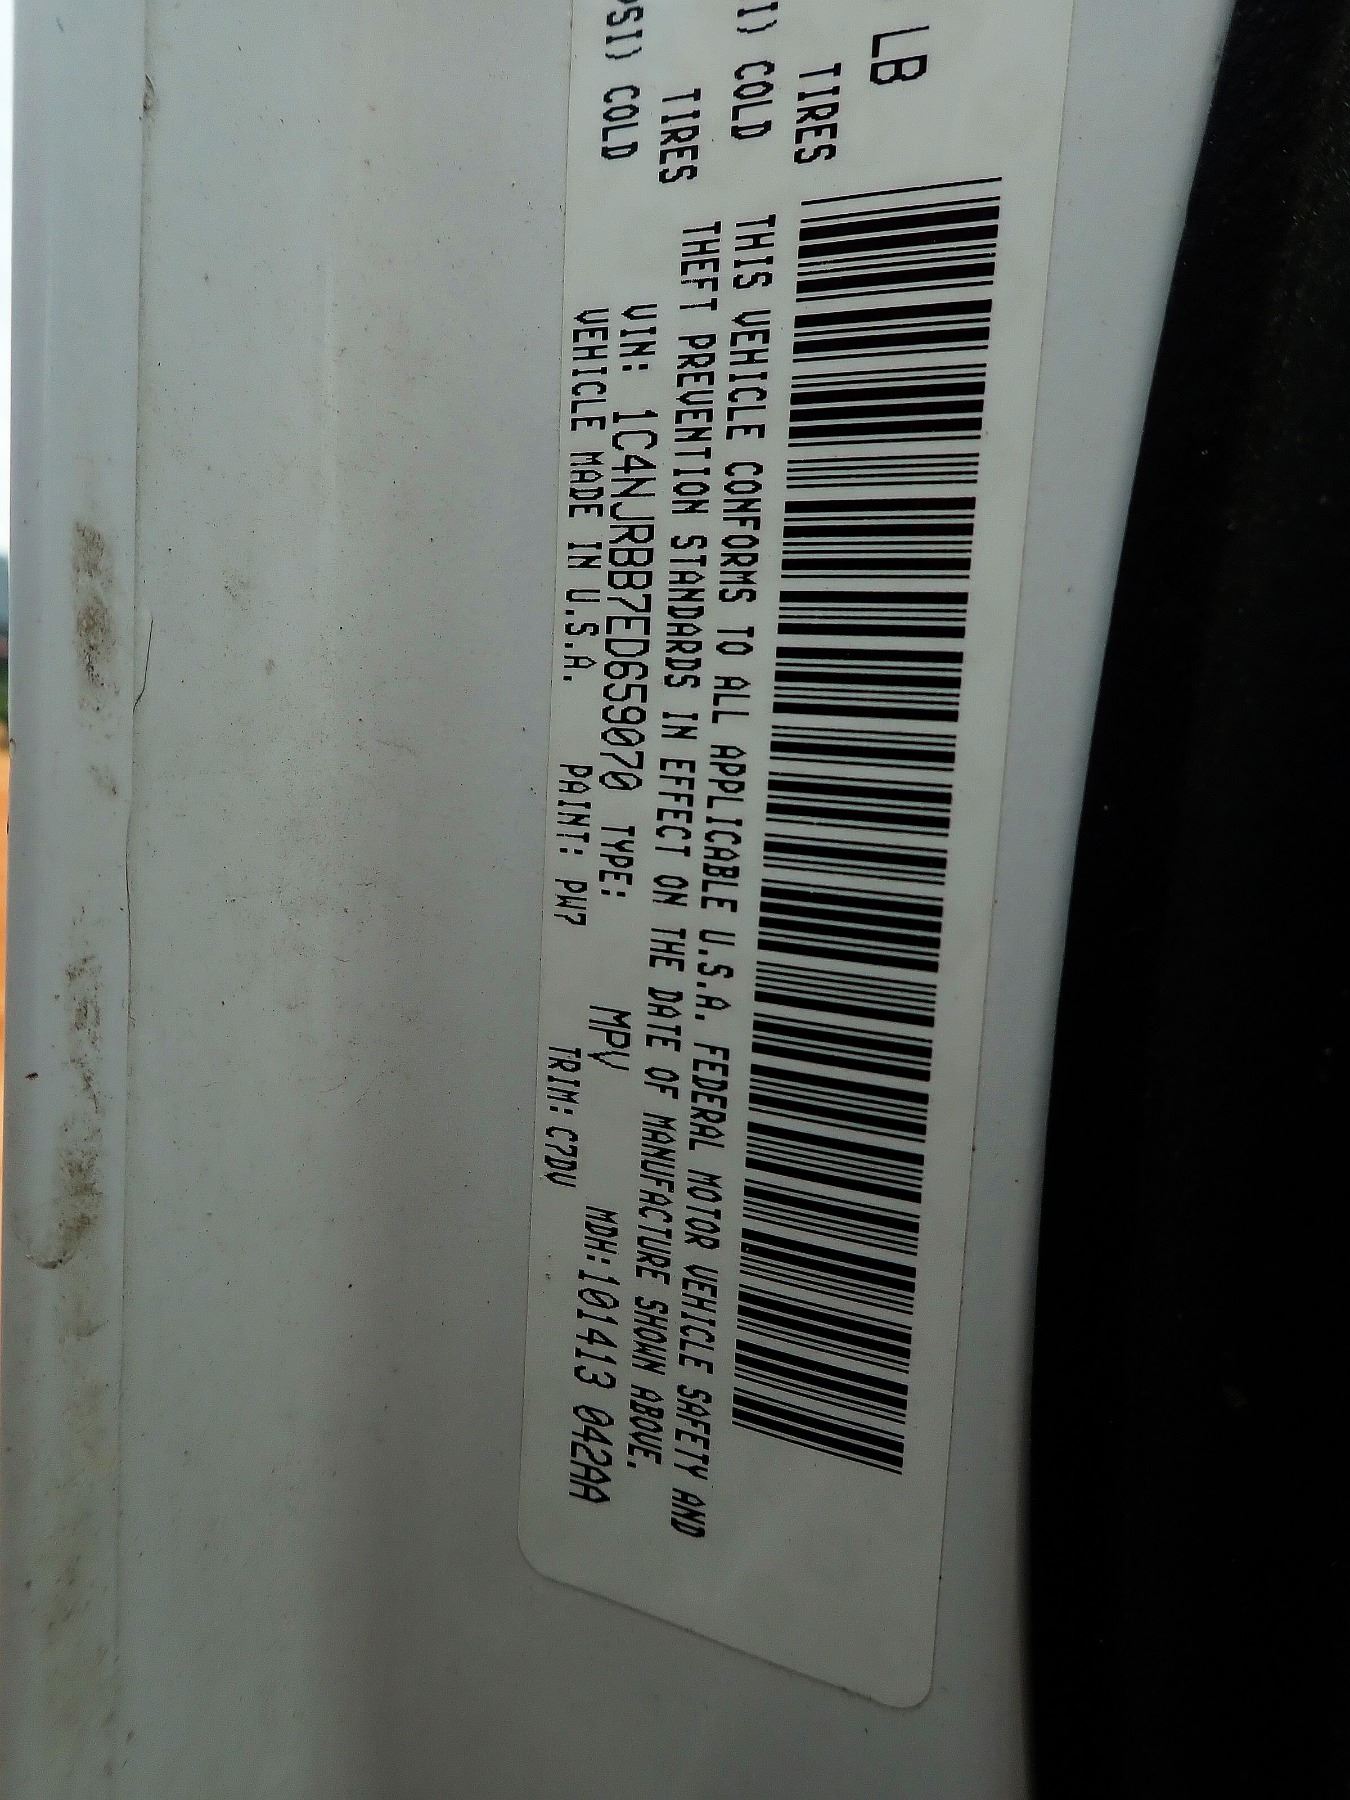 LB
TIRES
I) COLD
TIRES
PSI) COLD
THIS VEHICLE CONFORMS TO ALL APPLICABLE U.S.A. FEDERAL MOTOR VEHICLE SAFETY AND
THEFT PREVENTION STANDARDS IN EFFECT ON THE DATE OF MANUFACTURE SHOWN ABOVE.
VIN: 1C4NJRBB7ED659070 TYPE: MPV MDH:101413 042AA
VEHICLE MADE IN U.S.A. PAINT: PW7 TRIM: C7DV